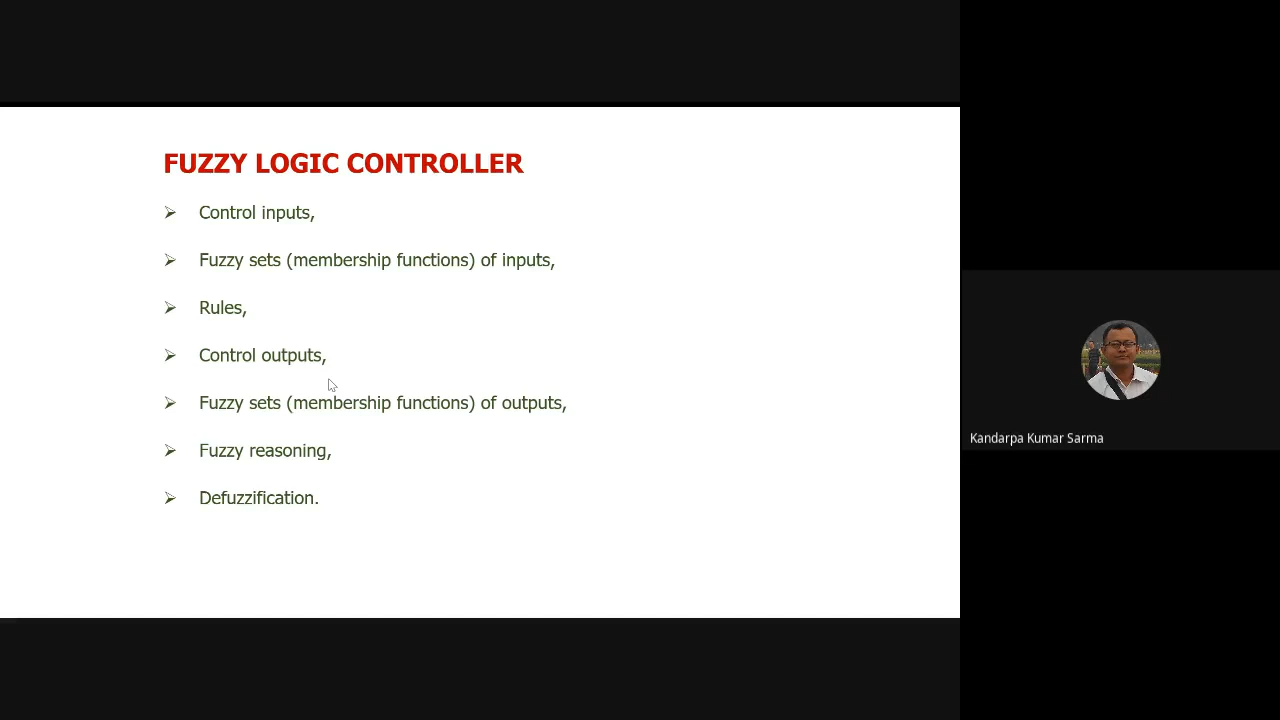 FUZZY LOGIC CONTROLLER
➢ Control inputs,
➢ Fuzzy sets (membership functions) of inputs,
➢ Rules,
➢ Control outputs,
➢ Fuzzy sets (membership functions) of outputs,
➢ Fuzzy reasoning,
➢ Defuzzification.
Kandarpa Kumar Sarma